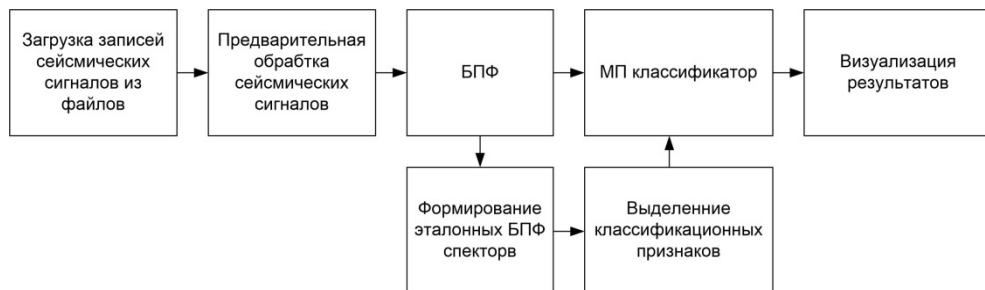 Загрузка записей
сейсмических
сигналов из
файлов
Предварительная
обрабтка
сейсмических
сигналов
БПФ
МП классификатор
Визуализация
результатов
Формирование
эталонных БПФ
спекторв
Выделенние
классификационных
признаков